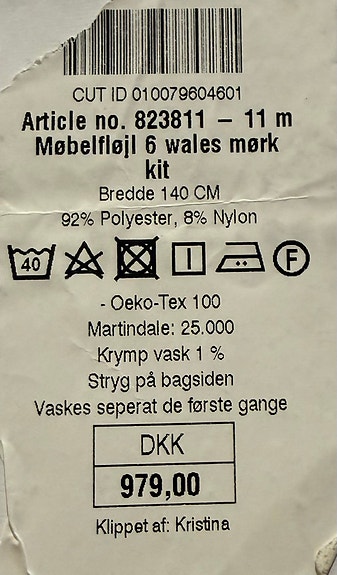 CUT ID 010079604601
Article no. 823811 – 11 m
Møbelfløjl 6 wales mørk
kit
Bredde 140 CM
92% Polyester, 8% Nylon
40 F
- Oeko-Tex 100
Martindale: 25.000
Krymp vask 1 %
Stryg på bagsiden
Vaskes seperat de første gange
DKK
979,00
Klippet af: Kristina